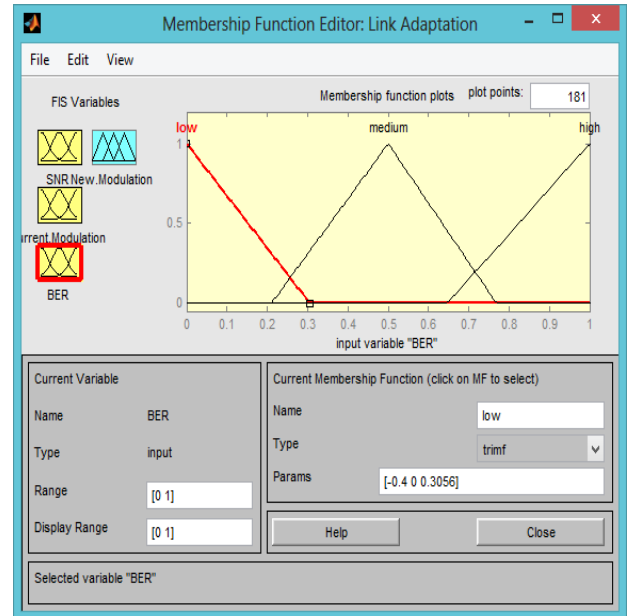 Membership Function Editor: Link Adaptation
File Edit View
FIS Variables
Membership function plots plot points: 181
SNR New.Modulation
urrent.Modulation
BER
low medium high
1
0.5
0
0 0.1 0.2 0.3 0.4 0.5 0.6 0.7 0.8 0.9 1
input variable "BER"
Current Variable
Name BER
Type input
Range [0 1]
Display Range [0 1]
Current Membership Function (click on MF to select)
Name low
Type trimf
Params [-0.4 0 0.3056]
Help Close
Selected variable "BER"